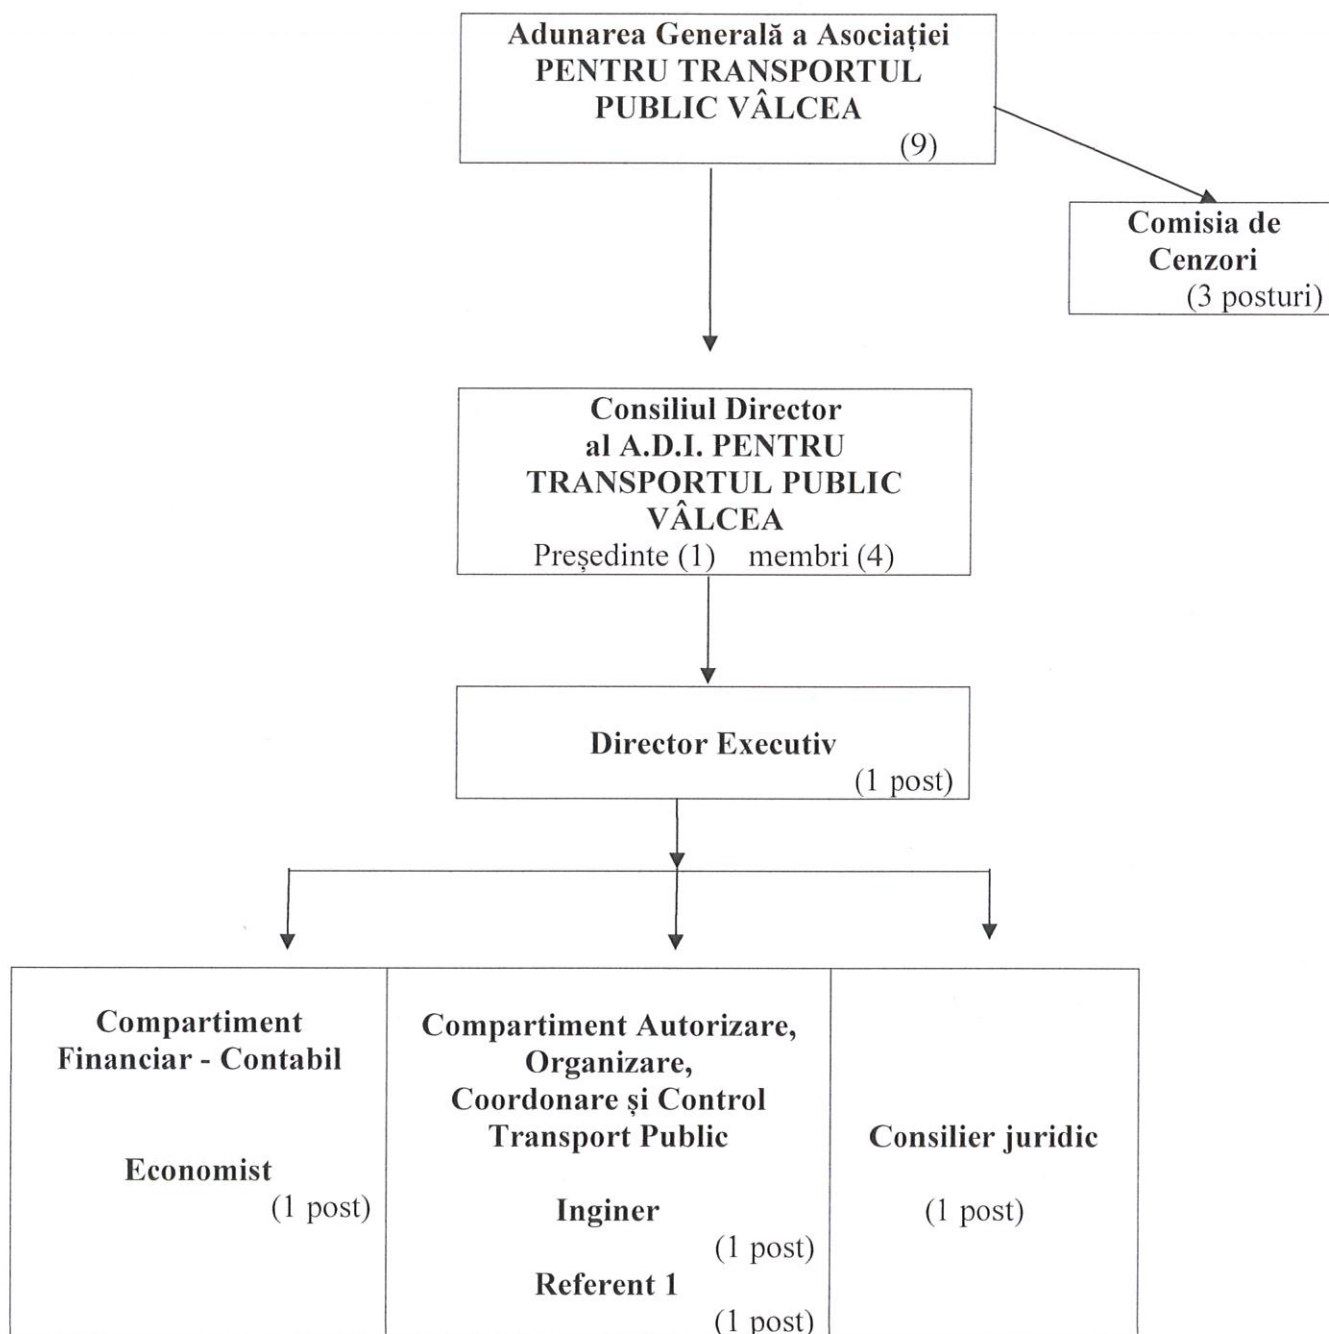 Adunarea Generală a Asociației
PENTRU TRANSPORTUL
PUBLIC VÂLCEA
(9)
Comisia de
Cenzori
(3 posturi)
Consiliul Director
al A.D.I. PENTRU
TRANSPORTUL PUBLIC
VÂLCEA
Președinte (1) membri (4)
Director Executiv
(1 post)
Compartiment
Financiar - Contabil
Economist
(1 post)
Compartiment Autorizare,
Organizare,
Coordonare și Control
Transport Public
Inginer
(1 post)
Referent 1
(1 post)
Consilier juridic
(1 post)